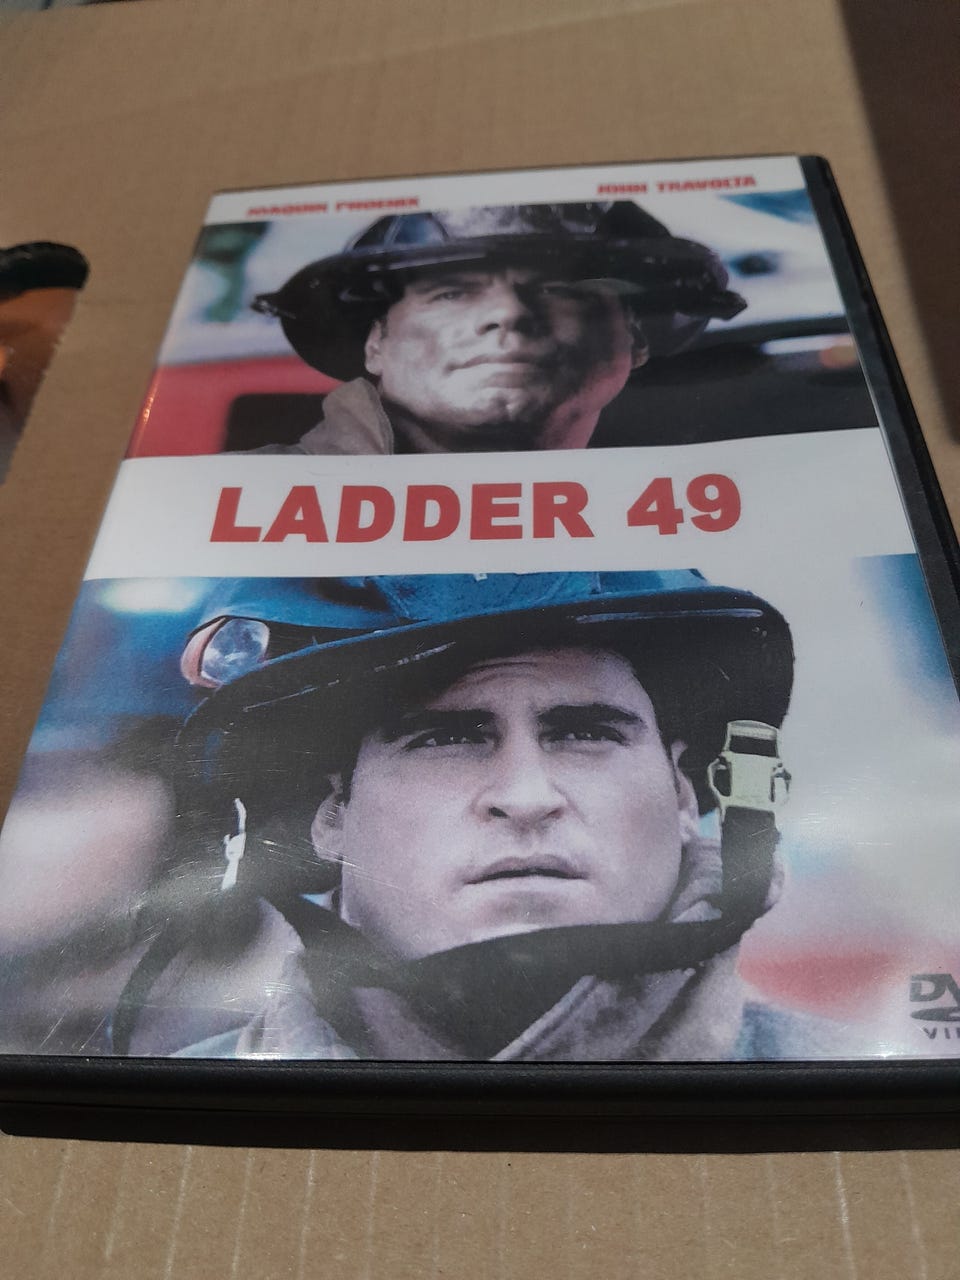 JOAQUIN PHOENIX
JOHN TRAVOLTA
LADDER 49